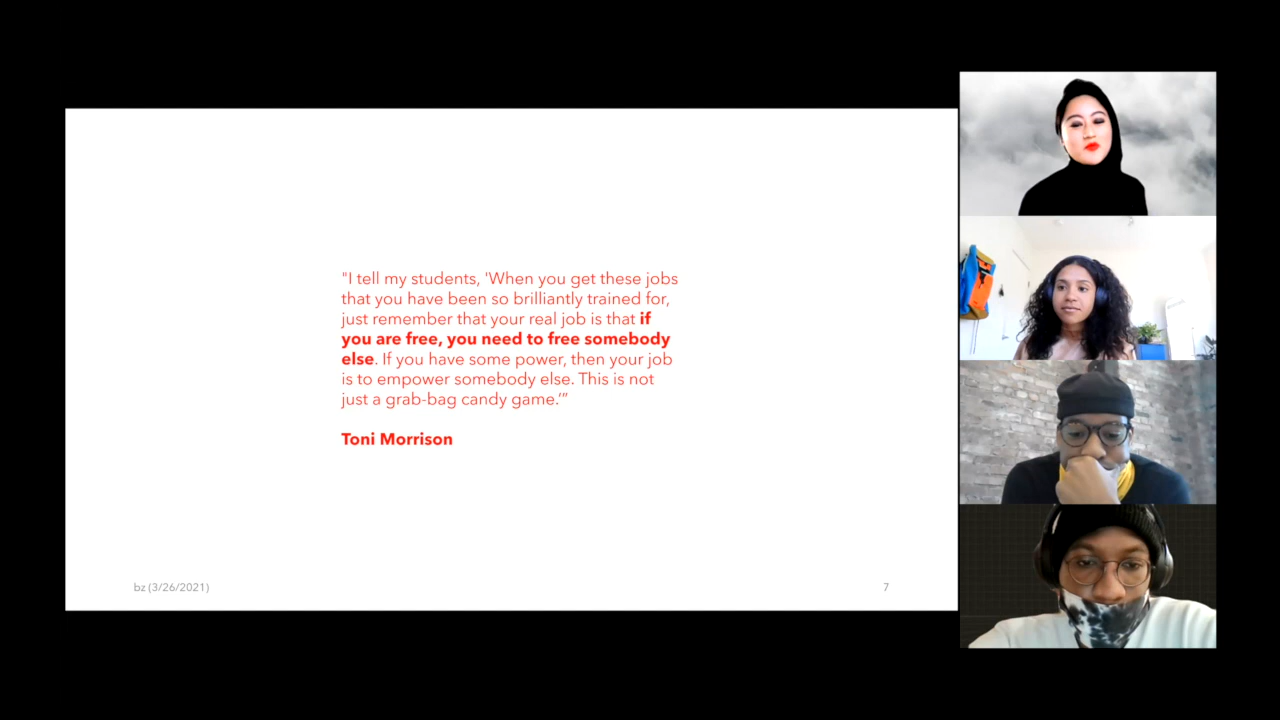 "I tell my students, 'When you get these jobs
that you have been so brilliantly trained for,
just remember that your real job is that if
you are free, you need to free somebody
else. If you have some power, then your job
is to empower somebody else. This is not
just a grab-bag candy game.'"
Toni Morrison
bz (3/26/2021)
7